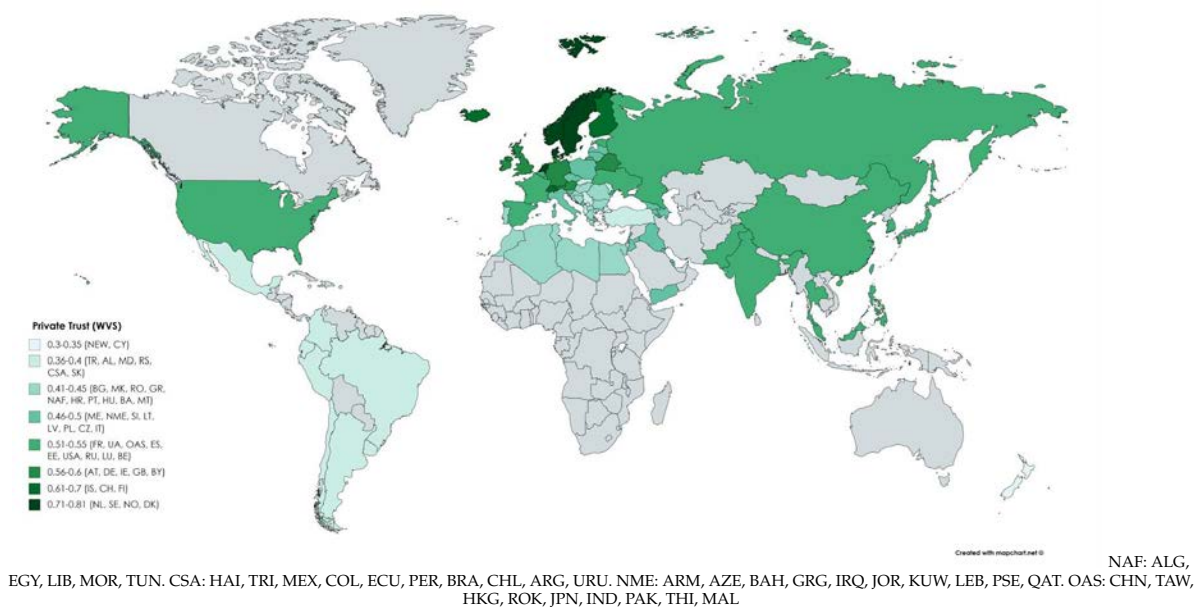 Private Trust (WVS)
0.3-0.35 (NEW, CY)
0.36-0.4 (TR, AL, MD, RS,
CSA, SK)
0.41-0.45 (BG, MK, RO, GR,
NAF, HR, PT, HU, BA, MT)
0.46-0.5 (ME, NME, SI, LT,
LV, PL, CZ, IT)
0.51-0.55 (FR, UA, OAS, ES,
EE, USA, RU, LU, BE)
0.56-0.6 (AT, DE, IE, GB, BY)
0.61-0.7 (IS, CH, FI)
0.71-0.81 (NL, SE, NO, DK)
Created with mapchart.net ©
NAF: ALG,
EGY, LIB, MOR, TUN. CSA: HAI, TRI, MEX, COL, ECU, PER, BRA, CHL, ARG, URU. NME: ARM, AZE, BAH, GRG, IRQ, JOR, KUW, LEB, PSE, QAT. OAS: CHN, TAW,
HKG, ROK, JPN, IND, PAK, THI, MAL